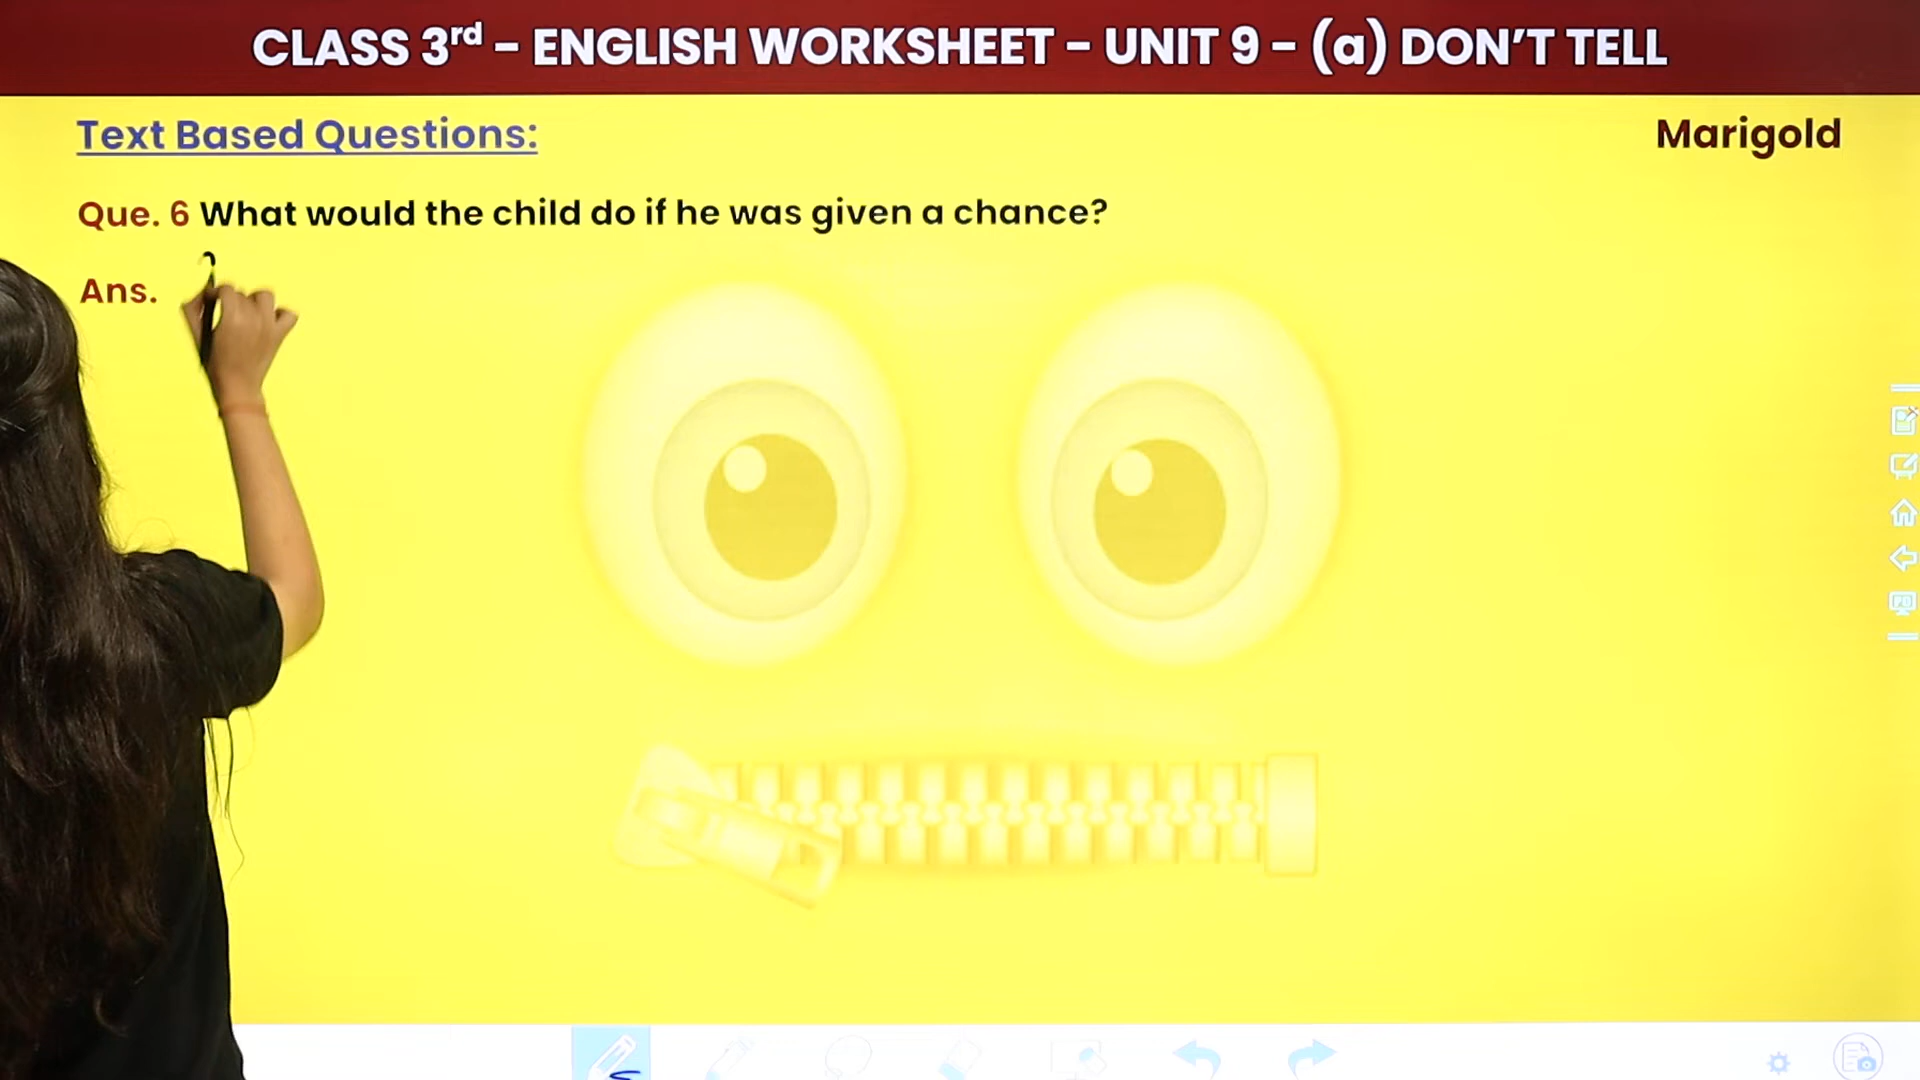 CLASS 3rd – ENGLISH WORKSHEET – UNIT 9 – (a) DON'T TELL
Text Based Questions:
Marigold
Que. 6 What would the child do if he was given a chance?
Ans.